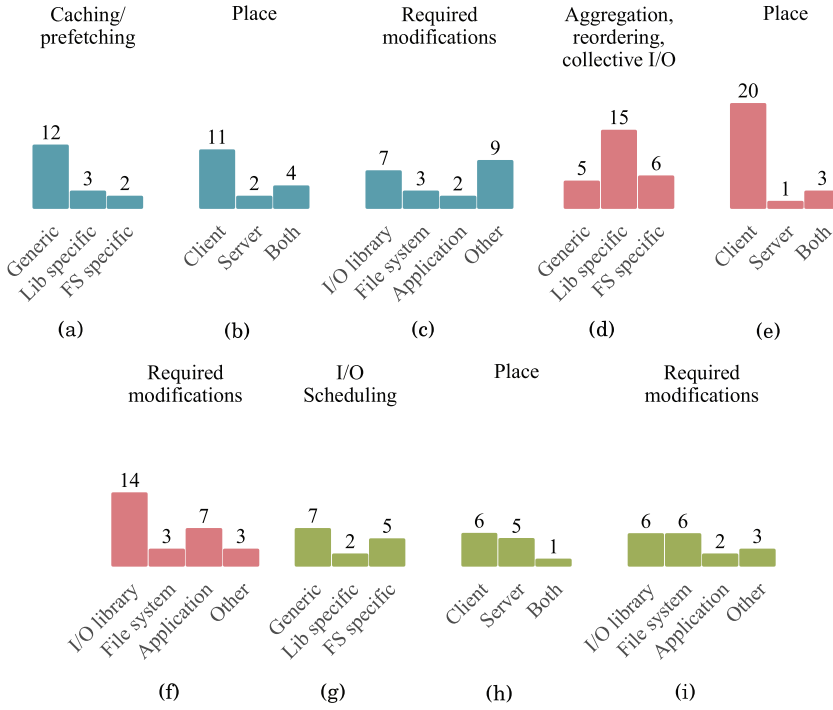 Caching/
prefetching
Place
Required
modifications
Aggregation,
reordering,
collective I/O
Place
12
3
2
Generic
Lib specific
FS specific
(a)
11
2
4
Client
Server
Both
(b)
7
3
2
9
I/O library
File system
Application
Other
(c)
5
15
6
Generic
Lib specific
FS specific
(d)
20
1
3
Client
Server
Both
(e)
Required
modifications
14
3
7
3
I/O library
File system
Application
Other
(f)
I/O
Scheduling
7
2
5
Generic
Lib specific
FS specific
(g)
Place
6
5
1
Client
Server
Both
(h)
Required
modifications
6
6
2
3
I/O library
File system
Application
Other
(i)